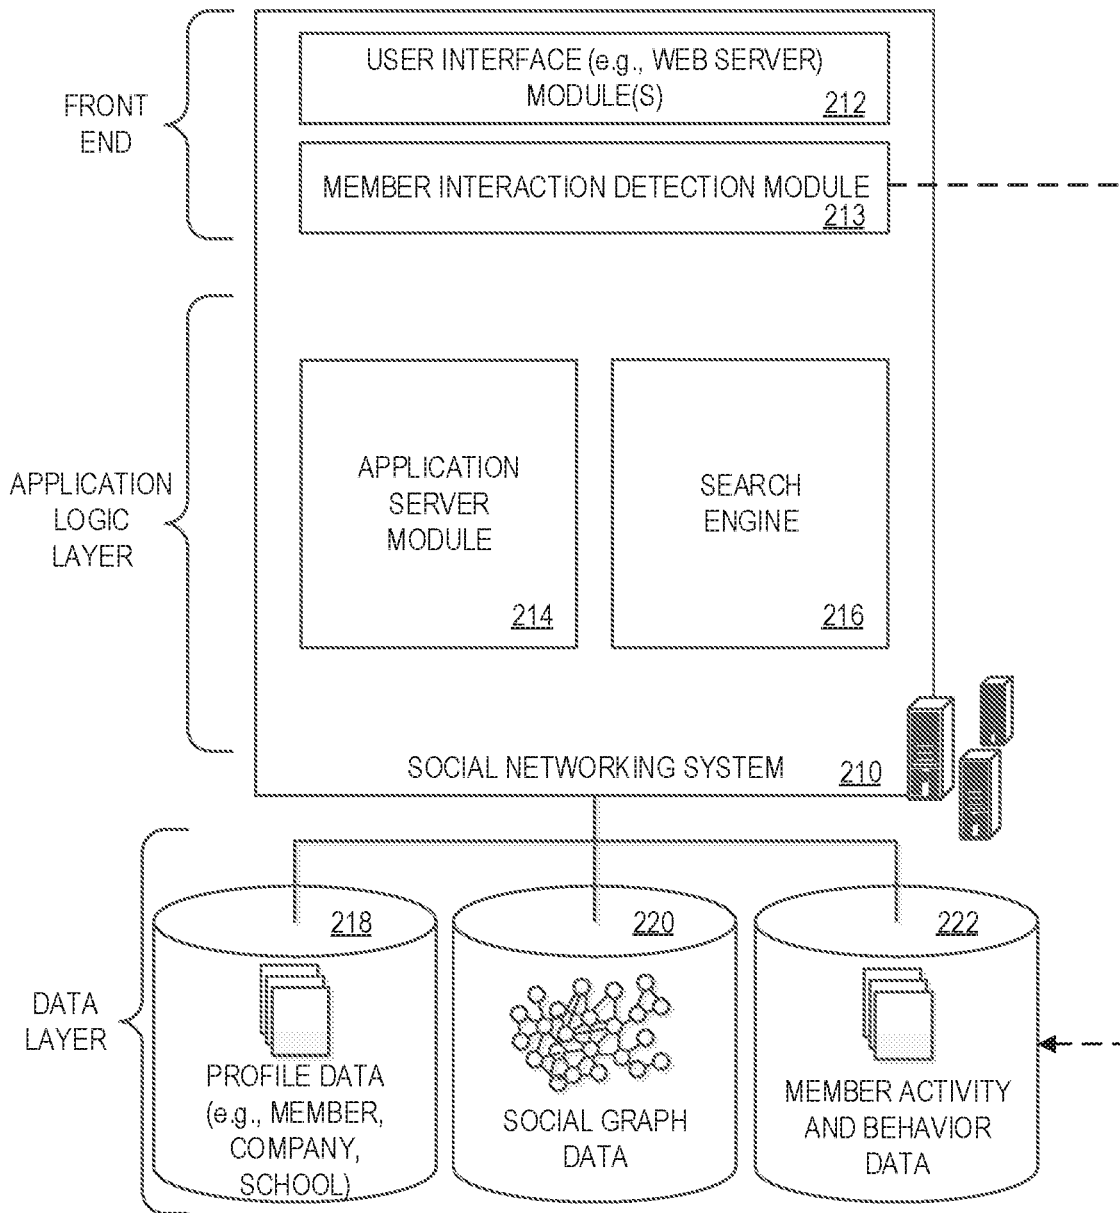 USER INTERFACE (e.g., WEB SERVER)
MODULE(S)
212
FRONT
END
MEMBER INTERACTION DETECTION MODULE
213
APPLICATION
LOGIC
LAYER
APPLICATION
SERVER
MODULE
214
SEARCH
ENGINE
216
SOCIAL NETWORKING SYSTEM
210
DATA
LAYER
218
PROFILE DATA
(e.g., MEMBER,
COMPANY,
SCHOOL)
220
SOCIAL GRAPH
DATA
222
MEMBER ACTIVITY
AND BEHAVIOR
DATA